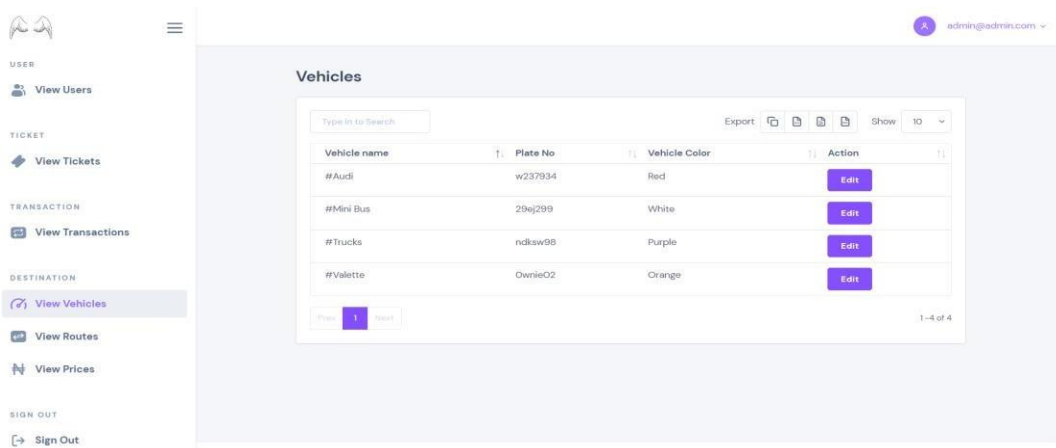 admin@admin.com
USER
View Users
TICKET
View Tickets
TRANSACTION
View Transactions
DESTINATION
View Vehicles
View Routes
View Prices
SIGN OUT
Sign Out
Vehicles
Type in to Search
Export
Show 10
Vehicle name Plate No Vehicle Color Action
#Audi w237934 Red Edit
#Mini Bus 29ej299 White Edit
#Trucks ndksw98 Purple Edit
#Valette 0wnie02 Orange Edit
Prev 1 Next
1-4 of 4